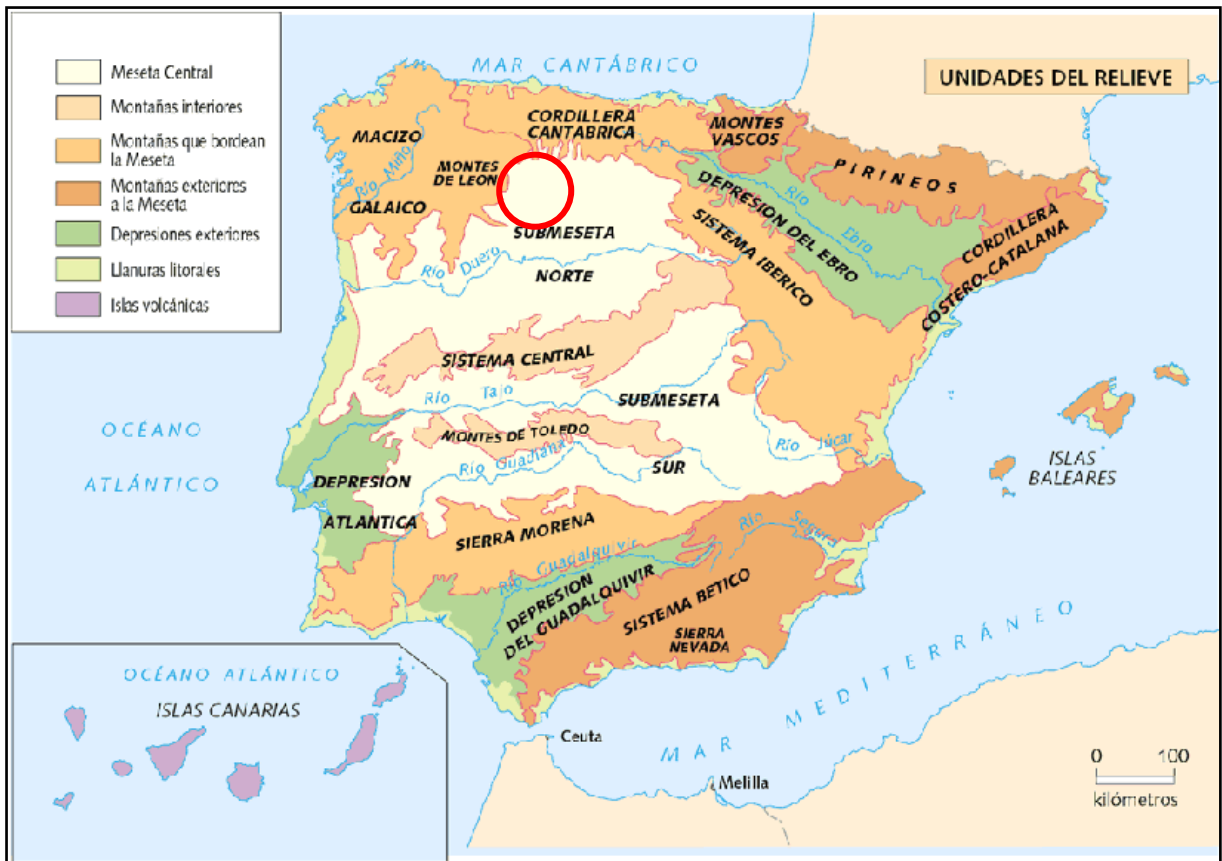 Meseta Central
Montañas interiores
Montañas que bordean
la Meseta
Montañas exteriores
a la Meseta
Depresiones exteriores
Llanuras litorales
Islas volcánicas
MAR CANTÁBRICO
UNIDADES DEL RELIEVE
MACIZO
GALAICO
Río Miño
MONTES
DE LEÓN
CORDILLERA
CANTABRICA
MONTES
VASCOS
PIRINEOS
DEPRESION DEL EBRO
Río Ebro
CORDILLERA
COSTERO-CATALANA
SISTEMA IBERICO
SUBMESETA
NORTE
Río Duero
SISTEMA CENTRAL
Río Tajo
SUBMESETA
SUR
MONTES DE TOLEDO
Río Guadiana
Río Júcar
OCÉANO
ATLÁNTICO
DEPRESION
ATLANTICA
SIERRA MORENA
Río Guadalquivir
Río Segura
DEPRESION
DEL GUADALQUIVIR
SISTEMA BETICO
SIERRA
NEVADA
ISLAS
BALEARES
MAR MEDITERRÁNEO
OCÉANO ATLÁNTICO
ISLAS CANARIAS
Ceuta
Melilla
0 100
kilómetros